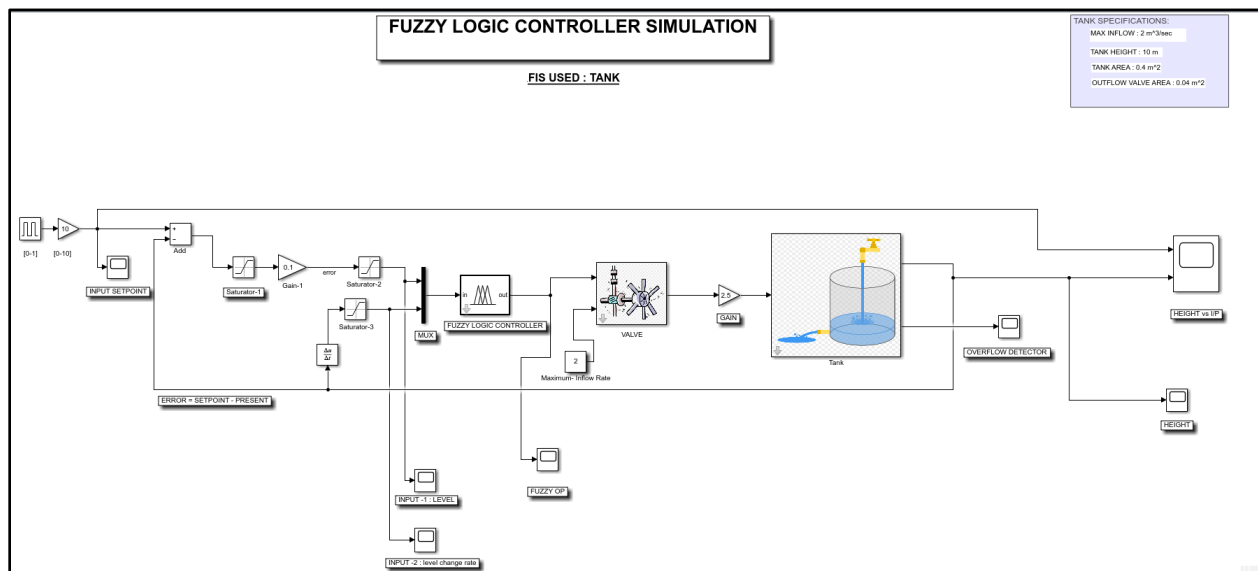 FUZZY LOGIC CONTROLLER SIMULATION
FIS USED : TANK
TANK SPECIFICATIONS:
MAX INFLOW : 2 m^3/sec
TANK HEIGHT : 10 m
TANK AREA : 0.4 m^2
OUTFLOW VALVE AREA : 0.04 m^2
10
[0-1]
[0-10]
INPUT SETPOINT
+
−
Add
Saturator-1
0.1
Gain-1
error
Saturator-2
Saturator-3
Δu
Δt
MUX
in
out
FUZZY LOGIC CONTROLLER
VALVE
2
Maximum- Inflow Rate
2.5
GAIN
Tank
OVERFLOW DETECTOR
HEIGHT vs I/P
HEIGHT
ERROR = SETPOINT - PRESENT
INPUT -1 : LEVEL
FUZZY OP
INPUT -2 : level change rate